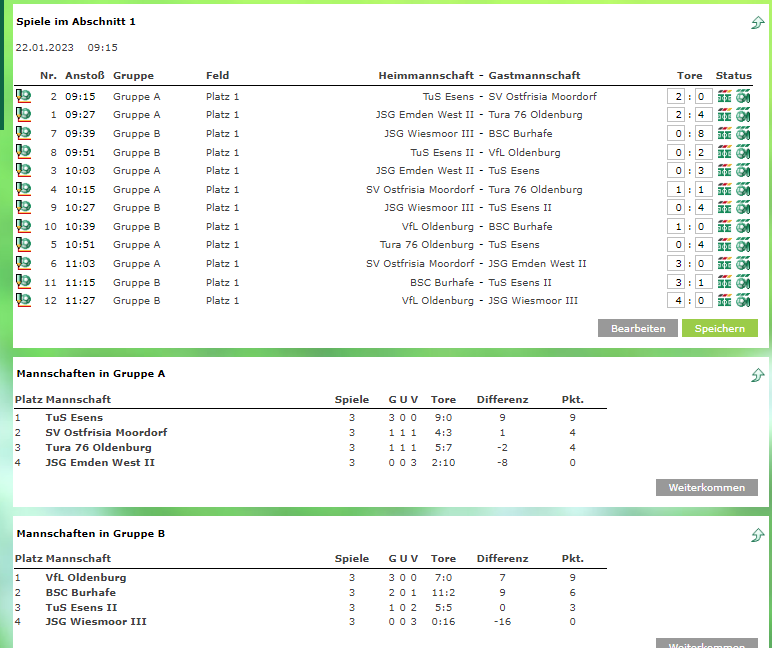 Spiele im Abschnitt 1
22.01.2023 09:15
Nr. Anstoß Gruppe Feld Heimmannschaft - Gastmannschaft Tore Status
2 09:15 Gruppe A Platz 1 TuS Esens - SV Ostfrisia Moordorf 2 : 0
1 09:27 Gruppe A Platz 1 JSG Emden West II - Tura 76 Oldenburg 2 : 4
7 09:39 Gruppe B Platz 1 JSG Wiesmoor III - BSC Burhafe 0 : 8
8 09:51 Gruppe B Platz 1 TuS Esens II - VfL Oldenburg 0 : 2
3 10:03 Gruppe A Platz 1 JSG Emden West II - TuS Esens 0 : 3
4 10:15 Gruppe A Platz 1 SV Ostfrisia Moordorf - Tura 76 Oldenburg 1 : 1
9 10:27 Gruppe B Platz 1 JSG Wiesmoor III - TuS Esens II 0 : 4
10 10:39 Gruppe B Platz 1 VfL Oldenburg - BSC Burhafe 1 : 0
5 10:51 Gruppe A Platz 1 Tura 76 Oldenburg - TuS Esens 0 : 4
6 11:03 Gruppe A Platz 1 SV Ostfrisia Moordorf - JSG Emden West II 3 : 0
11 11:15 Gruppe B Platz 1 BSC Burhafe - TuS Esens II 3 : 1
12 11:27 Gruppe B Platz 1 VfL Oldenburg - JSG Wiesmoor III 4 : 0
Bearbeiten Speichern
Mannschaften in Gruppe A
Platz Mannschaft Spiele G U V Tore Differenz Pkt.
1 TuS Esens 3 3 0 0 9:0 9 9
2 SV Ostfrisia Moordorf 3 1 1 1 4:3 1 4
3 Tura 76 Oldenburg 3 1 1 1 5:7 -2 4
4 JSG Emden West II 3 0 0 3 2:10 -8 0
Weiterkommen
Mannschaften in Gruppe B
Platz Mannschaft Spiele G U V Tore Differenz Pkt.
1 VfL Oldenburg 3 3 0 0 7:0 7 9
2 BSC Burhafe 3 2 0 1 11:2 9 6
3 TuS Esens II 3 1 0 2 5:5 0 3
4 JSG Wiesmoor III 3 0 0 3 0:16 -16 0
Weiterkommen